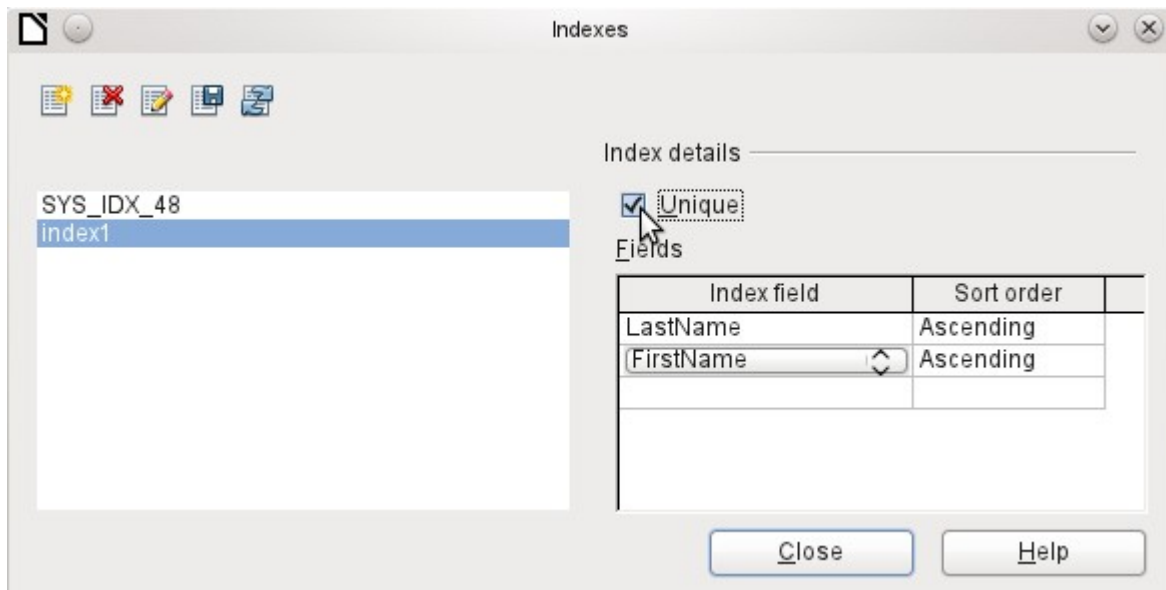 Indexes
Index details
SYS_IDX_48
index1
Unique
Fields
Index field Sort order
LastName Ascending
FirstName Ascending
Close Help